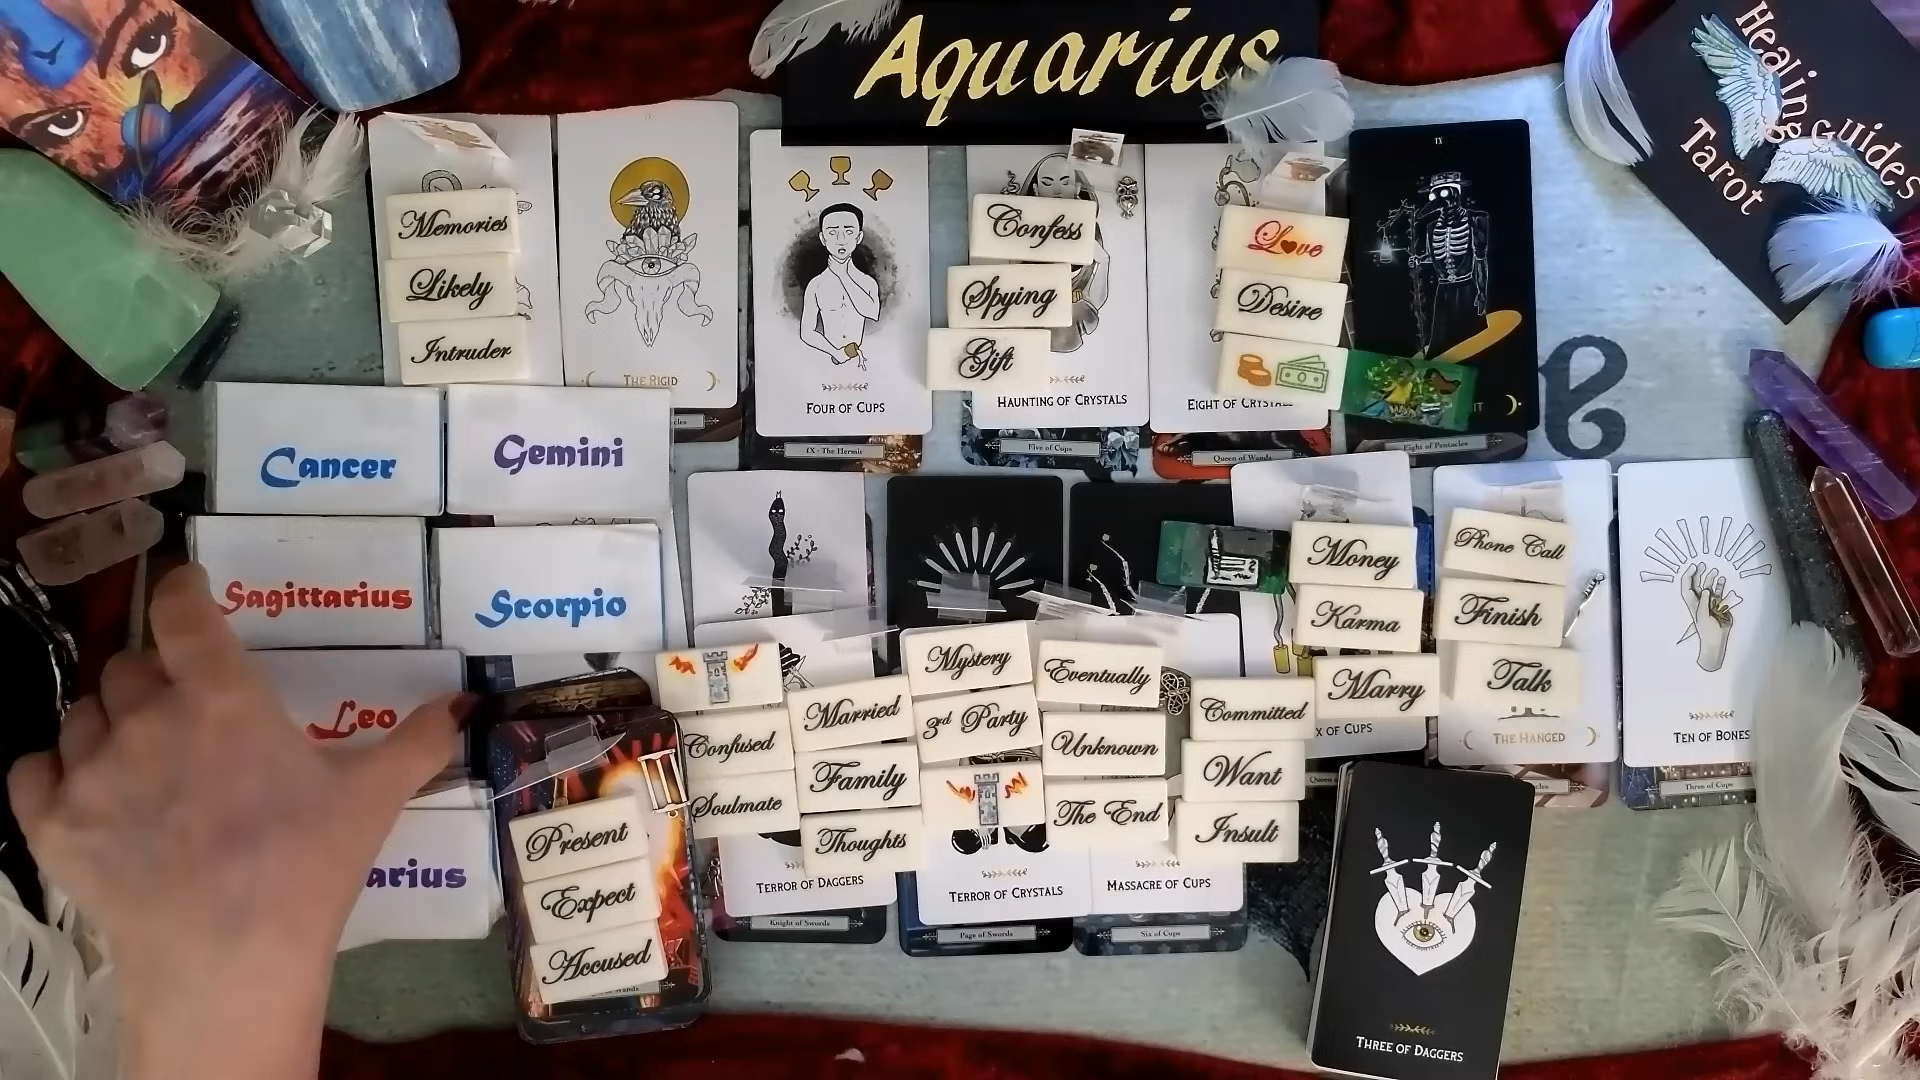 Aquarius
Healing Guides
Tarot
Memories
Likely
Intruder
THE RIGID
FOUR OF CUPS
IX - The Hermit
Confess
Spying
Gift
HAUNTING OF CRYSTALS
Five of Cups
Love
Desire
EIGHT OF
Queen of Wands
IX
Eight of Pentacles
Cancer
Gemini
Sagittarius
Scorpio
Leo
arius
Present
Expect
Accused
Confused
Soulmate
Married
Family
Thoughts
TERROR OF DAGGERS
Knight of Swords
Mystery
3rd Party
TERROR OF CRYSTALS
Page of Swords
Eventually
Unknown
The End
MASSACRE OF CUPS
Six of Cups
Committed
Want
Insult
Money
Karma
Marry
X OF CUPS
Phone Call
Finish
Talk
THE HANGED
TEN OF BONES
Three of Cups
THREE OF DAGGERS